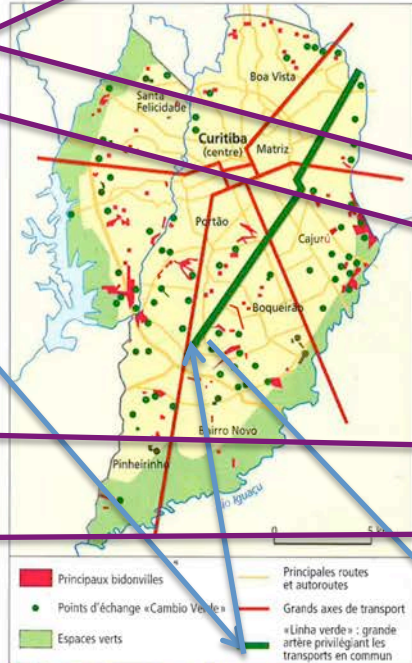 Boa Vista
Santa
Felicidade
Curitiba
(centre)
Matriz
Portão
Cajurú
Boqueirão
Bairro Novo
Pinheirinho
Iguaçu
0
5
Principaux bidonvilles
Points d'échange «Cambio Verde»
Espaces verts
Principales routes
et autoroutes
Grands axes de transport
«Linha verde» : grande
artère privilégiant les
transports en commun